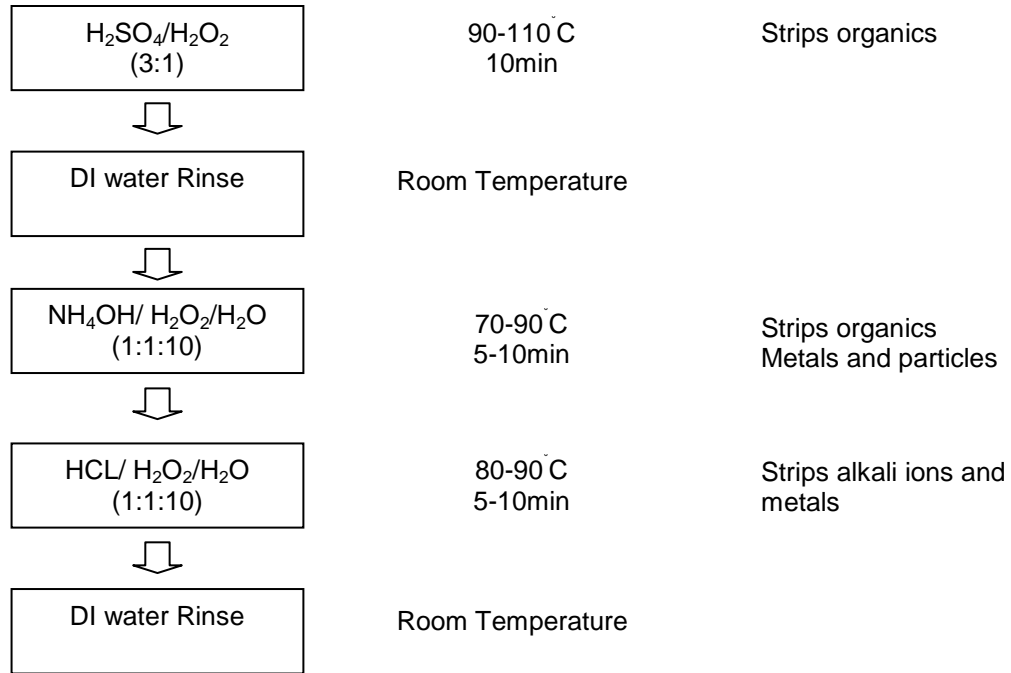 H₂SO₄/H₂O₂ 90-110˚C Strips organics
(3:1) 10min
DI water Rinse Room Temperature
NH₄OH/ H₂O₂/H₂O 70-90˚C Strips organics
(1:1:10) 5-10min Metals and particles
HCL/ H₂O₂/H₂O 80-90˚C Strips alkali ions and
(1:1:10) 5-10min metals
DI water Rinse Room Temperature